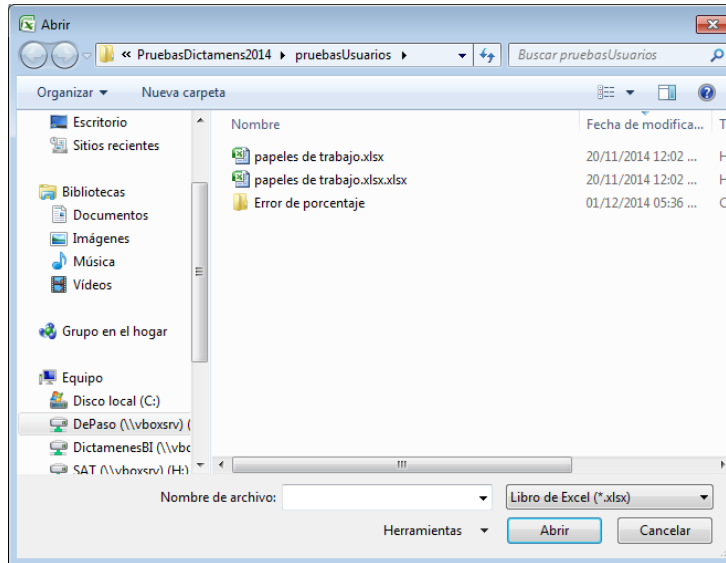 Abrir
« PruebasDictamens2014 ▸ pruebasUsuarios ▸
Buscar pruebasUsuarios
Organizar ▾ Nueva carpeta
Escritorio
Sitios recientes
Bibliotecas
Documentos
Imágenes
Música
Vídeos
Grupo en el hogar
Equipo
Disco local (C:)
DePaso (\\vboxsrv) (
DictamenesBI (\\vbc
SAT (\\vboxsrv) (H:)
Nombre Fecha de modifica... T
papeles de trabajo.xlsx 20/11/2014 12:02 ... H
papeles de trabajo.xlsx.xlsx 20/11/2014 12:02 ... H
Error de porcentaje 01/12/2014 05:36 ... C
Nombre de archivo: Libro de Excel (*.xlsx)
Herramientas ▾ Abrir Cancelar